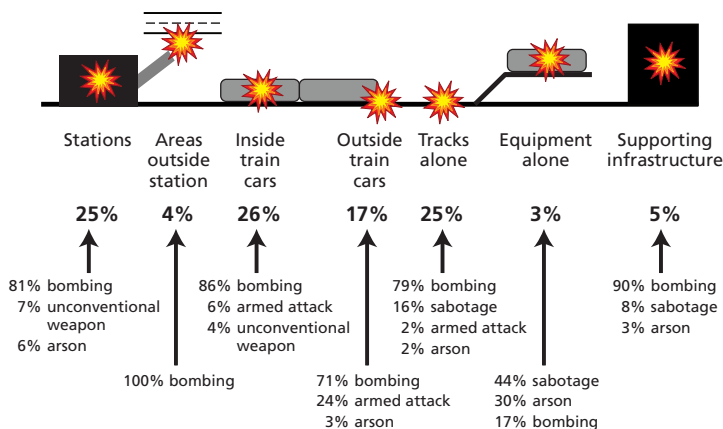 Stations
Areas
outside
station
Inside
train
cars
Outside
train
cars
Tracks
alone
Equipment
alone
Supporting
infrastructure
25%
4%
26%
17%
25%
3%
5%
81% bombing
7% unconventional
weapon
6% arson
100% bombing
86% bombing
6% armed attack
4% unconventional
weapon
71% bombing
24% armed attack
3% arson
79% bombing
16% sabotage
2% armed attack
2% arson
44% sabotage
30% arson
17% bombing
90% bombing
8% sabotage
3% arson